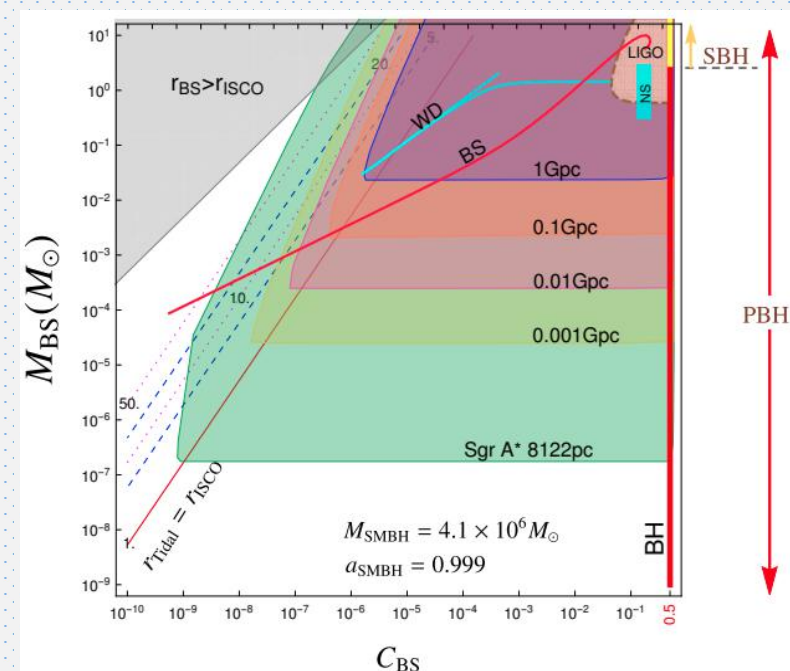 10¹
10⁰
10⁻¹
10⁻²
10⁻³
10⁻⁴
10⁻⁵
10⁻⁶
10⁻⁷
10⁻⁸
10⁻⁹
M_BS(M_⊙)
r_BS>r_ISCO
20.
5.
LIGO
NS
SBH
WD
BS
1Gpc
0.1Gpc
0.01Gpc
10.
PBH
0.001Gpc
50.
Sgr A* 8122pc
1.
r_Tidal = r_ISCO
M_SMBH = 4.1 × 10⁶M_⊙
a_SMBH = 0.999
BH
10⁻¹⁰ 10⁻⁹ 10⁻⁸ 10⁻⁷ 10⁻⁶ 10⁻⁵ 10⁻⁴ 10⁻³ 10⁻² 10⁻¹ 0.5
C_BS